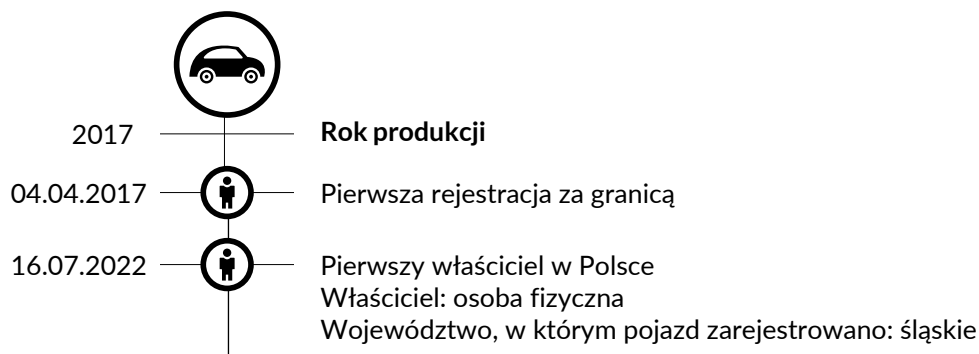 2017 Rok produkcji
04.04.2017 Pierwsza rejestracja za granicą
16.07.2022 Pierwszy właściciel w Polsce
Właściciel: osoba fizyczna
Województwo, w którym pojazd zarejestrowano: śląskie